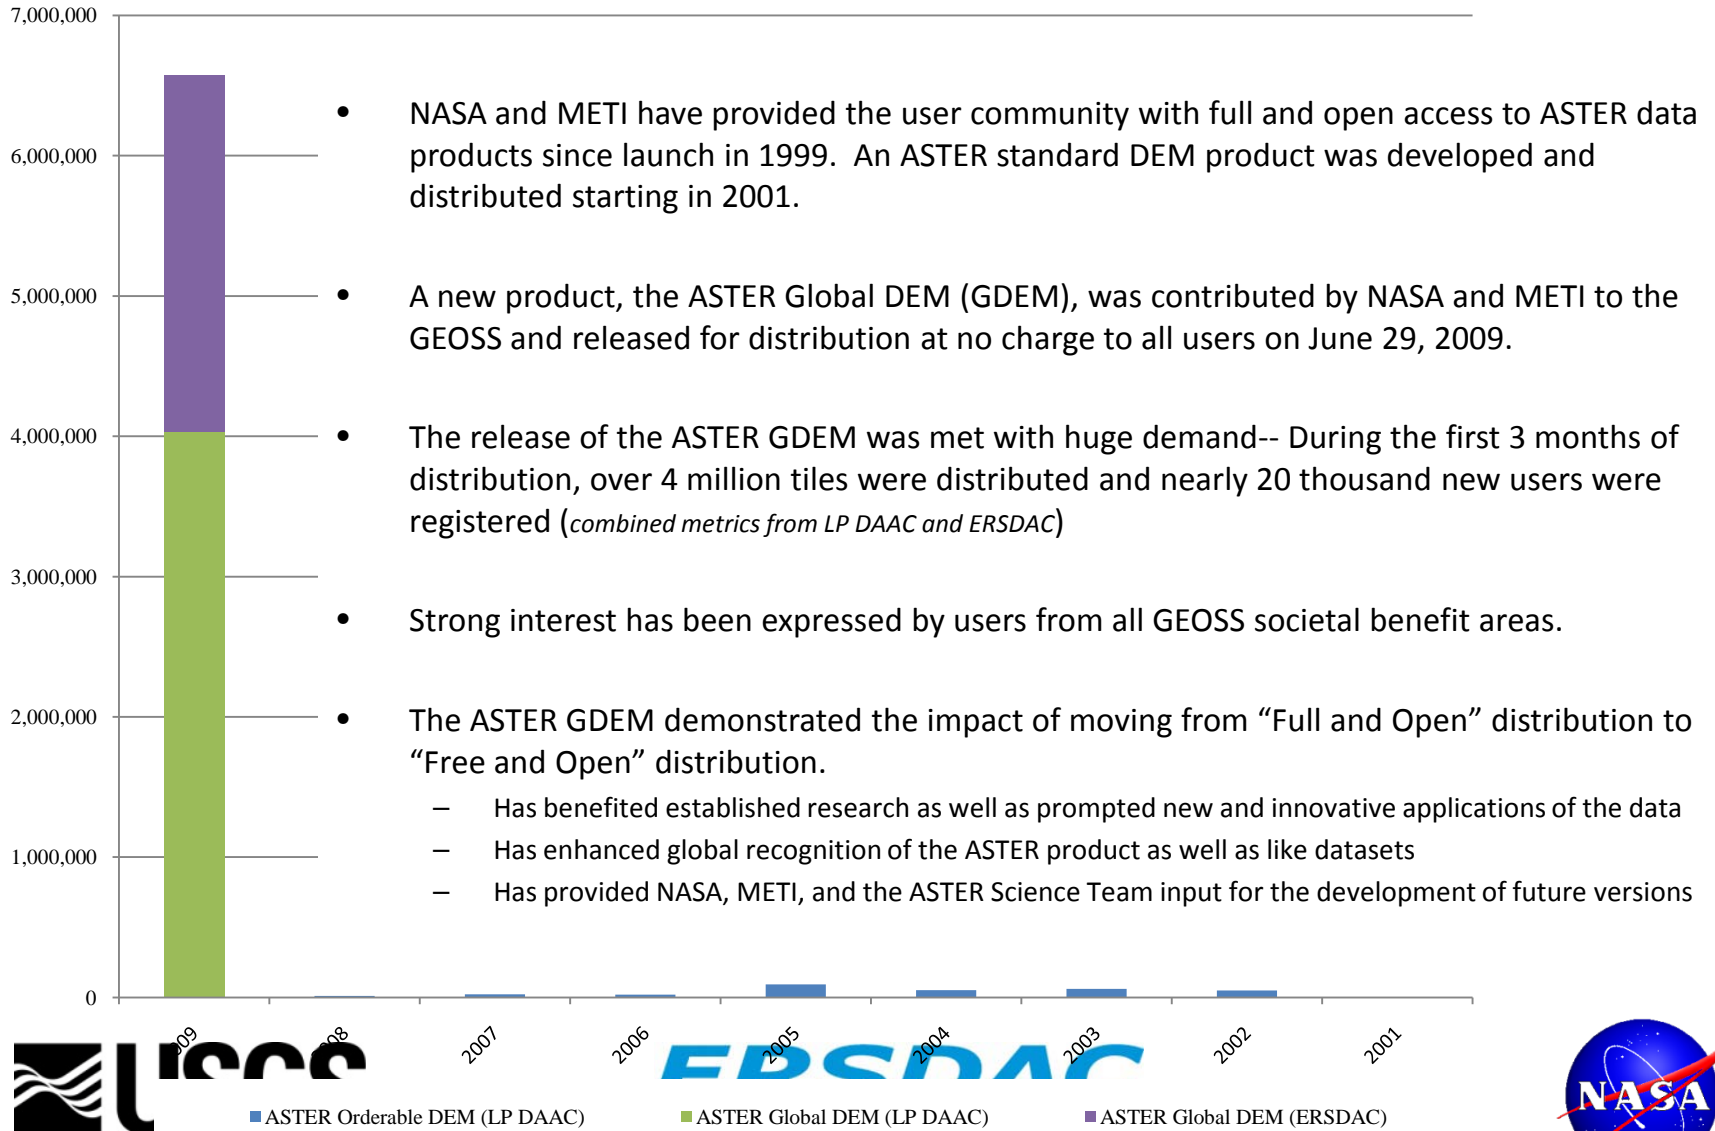 7,000,000
6,000,000
5,000,000
4,000,000
3,000,000
2,000,000
1,000,000
0
• NASA and METI have provided the user community with full and open access to ASTER data
products since launch in 1999. An ASTER standard DEM product was developed and
distributed starting in 2001.
• A new product, the ASTER Global DEM (GDEM), was contributed by NASA and METI to the
GEOSS and released for distribution at no charge to all users on June 29, 2009.
• The release of the ASTER GDEM was met with huge demand-- During the first 3 months of
distribution, over 4 million tiles were distributed and nearly 20 thousand new users were
registered (combined metrics from LP DAAC and ERSDAC)
• Strong interest has been expressed by users from all GEOSS societal benefit areas.
• The ASTER GDEM demonstrated the impact of moving from “Full and Open” distribution to
“Free and Open” distribution.
– Has benefited established research as well as prompted new and innovative applications of the data
– Has enhanced global recognition of the ASTER product as well as like datasets
– Has provided NASA, METI, and the ASTER Science Team input for the development of future versions
2009 2008 2007 2006 2005 2004 2003 2002 2001
USGS ERSDAC NASA
ASTER Orderable DEM (LP DAAC) ASTER Global DEM (LP DAAC) ASTER Global DEM (ERSDAC)